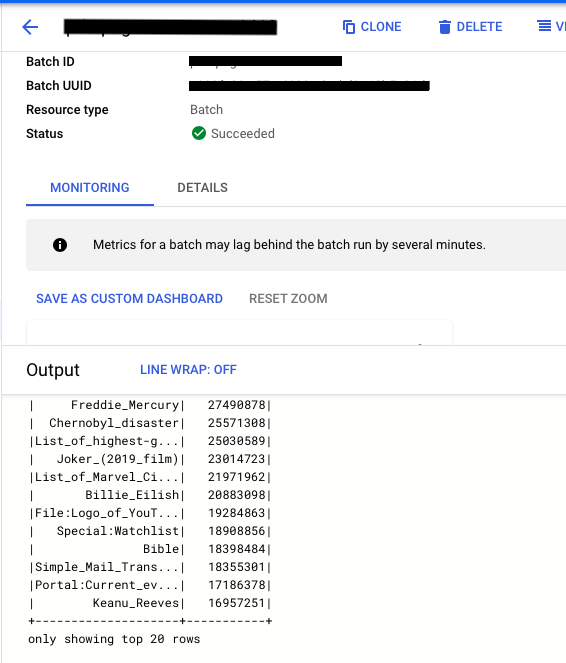 CLONE DELETE
Batch ID
Batch UUID
Resource type Batch
Status Succeeded
MONITORING DETAILS
Metrics for a batch may lag behind the batch run by several minutes.
SAVE AS CUSTOM DASHBOARD RESET ZOOM
Output LINE WRAP: OFF
|     Freddie_Mercury|   27490878|
|  Chernobyl_disaster|   25571308|
|List_of_highest-g...|   25030589|
|   Joker_(2019_film)|   23014723|
|List_of_Marvel_Ci...|   21971962|
|       Billie_Eilish|   20883098|
|File:Logo_of_YouT...|   19284863|
|   Special:Watchlist|   18908856|
|               Bible|   18398484|
|Simple_Mail_Trans...|   18355301|
|Portal:Current_ev...|   17186378|
|        Keanu_Reeves|   16957251|
+--------------------+-----------+
only showing top 20 rows